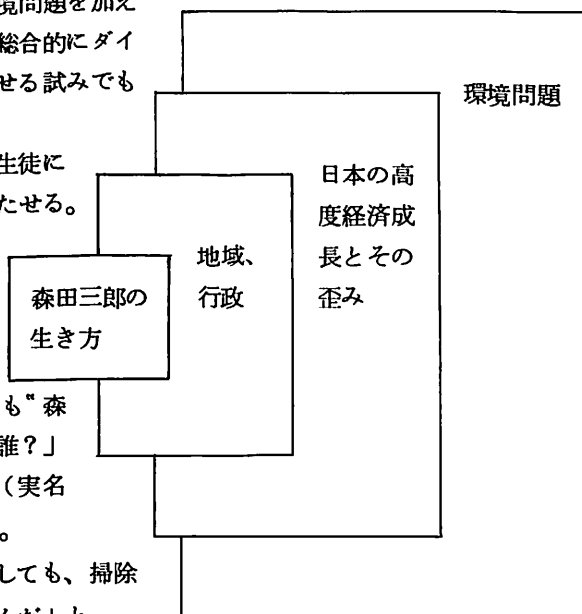 境問題を加え
総合的にダイ
せる試みでも
生徒に
たせる。
も“森
誰?」
(実名
。
しても、掃除
環境問題
日本の高
度経済成
長とその
歪み
地域、
行政
森田三郎の
生き方